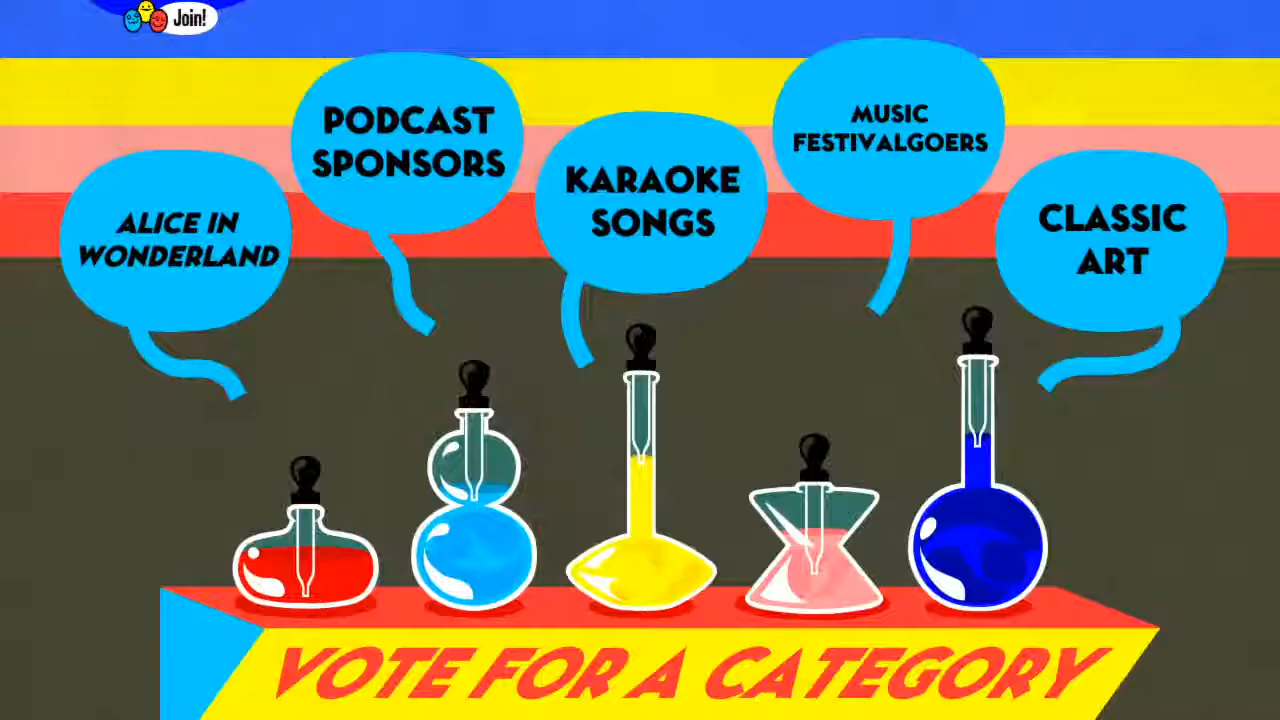 Join!
PODCAST
SPONSORS
MUSIC
FESTIVALGOERS
KARAOKE
SONGS
ALICE IN
WONDERLAND
CLASSIC
ART
VOTE FOR A CATEGORY